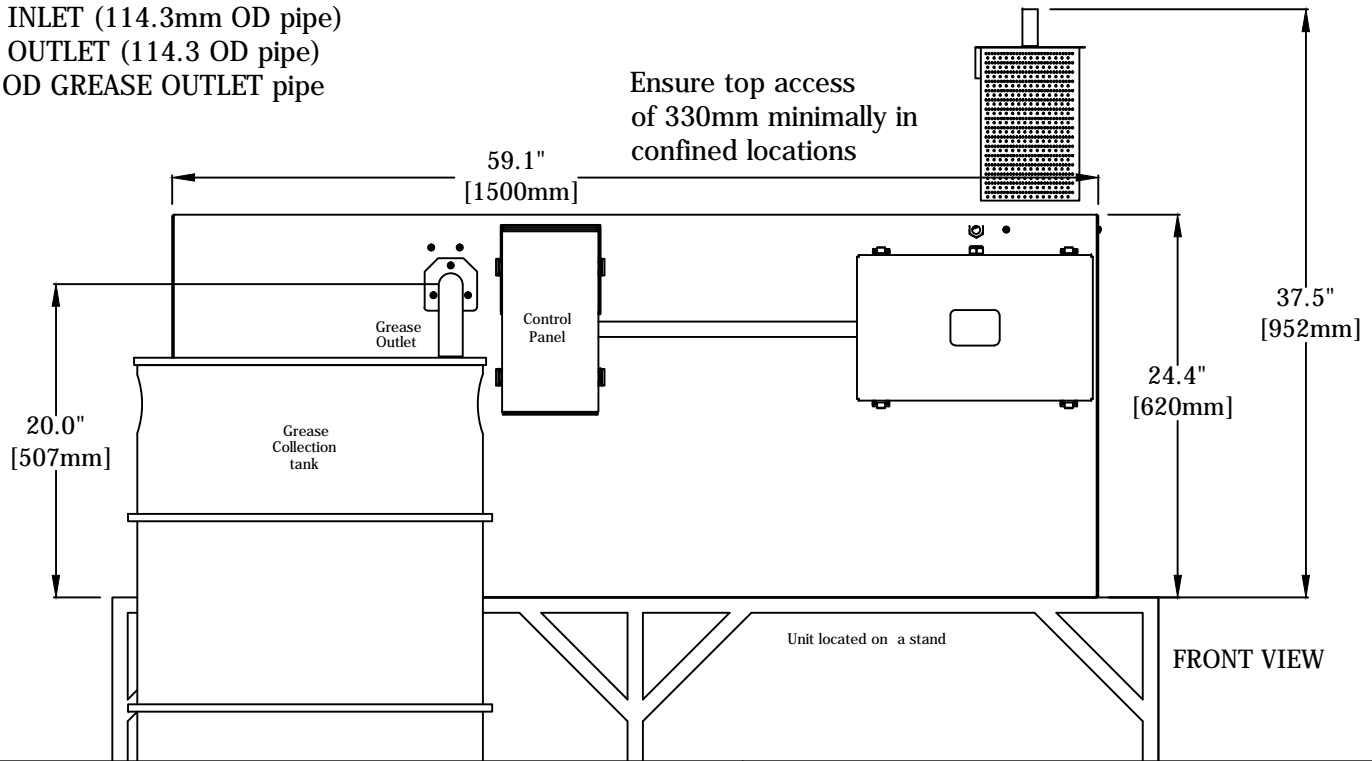 INLET (114.3mm OD pipe)
OUTLET (114.3 OD pipe)
OD GREASE OUTLET pipe
Ensure top access
of 330mm minimally in
confined locations
59.1"
[1500mm]
37.5"
[952mm]
24.4"
[620mm]
20.0"
[507mm]
Grease
Outlet
Control
Panel
Grease
Collection
tank
Unit located on a stand
FRONT VIEW